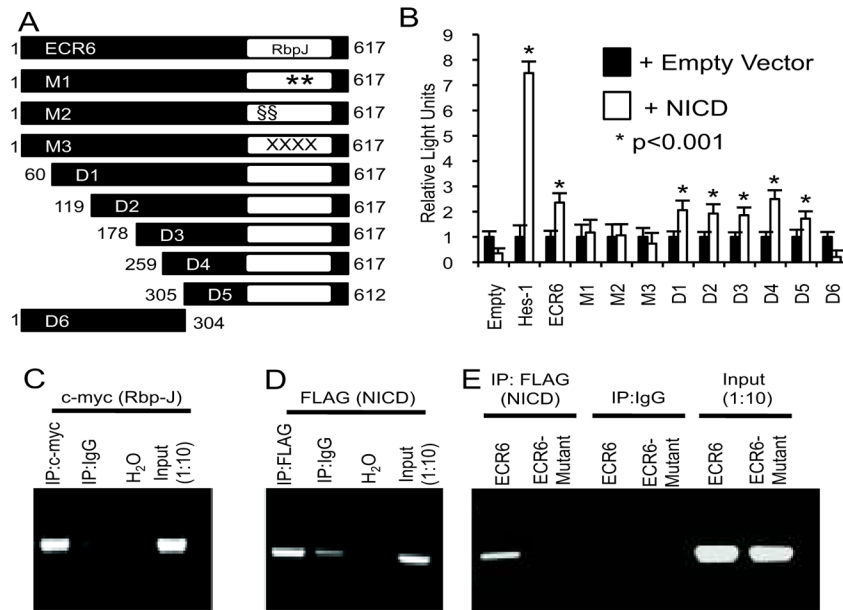 A
1 ECR6 RbpJ 617
1 M1 ** 617
1 M2 §§ 617
1 M3 XXXX 617
60 D1 617
119 D2 617
178 D3 617
259 D4 617
305 D5 612
1 D6 304
B
Relative Light Units
9
8
7
6
5
4
3
2
1
0
+ Empty Vector
+ NICD
* p<0.001
* * * * * * *
Empty Hes-1 ECR6 M1 M2 M3 D1 D2 D3 D4 D5 D6
C
c-myc (Rbp-J)
IP:c-myc
IP:IgG
H2O
Input
(1:10)
D
FLAG (NICD)
IP:FLAG
IP:IgG
H2O
Input
(1:10)
E
IP: FLAG
(NICD)
IP:IgG
Input
(1:10)
ECR6
ECR6-
Mutant
ECR6
ECR6-
Mutant
ECR6
ECR6-
Mutant